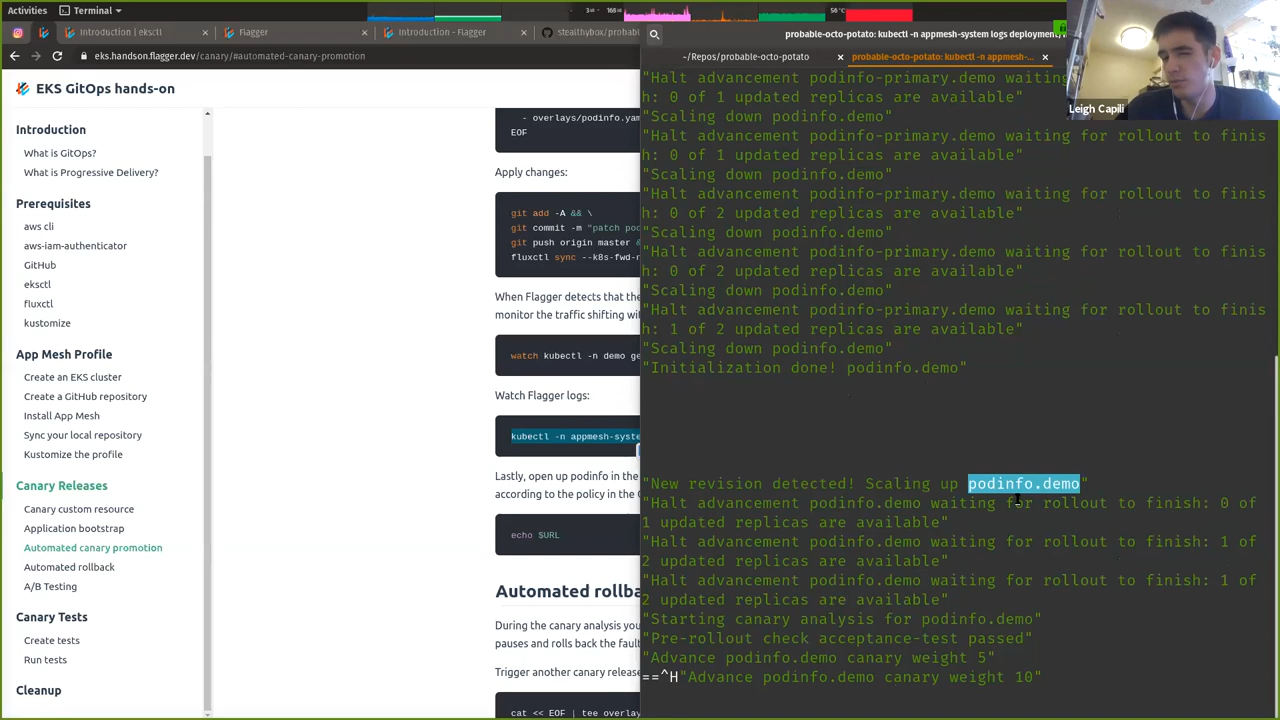 Activities
Terminal
56°C
Introduction | eksctl
Flagger
Introduction - Flagger
stealthybox/proba
probable-octo-potato: kubectl -n appmesh-system logs deployment/
eks.handson.flagger.dev/#automated-canary-promotion
~/Repos/probable-octo-potato
probable-octo-potato: kubectl -n appmesh-...
Leigh Capili
EKS GitOps hands-on
Introduction
What is GitOps?
What is Progressive Delivery?
Prerequisites
aws cli
aws-iam-authenticator
GitHub
eksctl
fluxctl
kustomize
App Mesh Profile
Create an EKS cluster
Create a GitHub repository
Install App Mesh
Sync your local repository
Kustomize the profile
Canary Releases
Canary custom resource
Application bootstrap
Automated canary promotion
Automated rollback
A/B Testing
Canary Tests
Create tests
Run tests
Cleanup
- overlays/podinfo.yam
EOF
Apply changes:
git add -A && \
git commit -m "patch poc
git push origin master &
fluxctl sync --k8s-fwd-n
When Flagger detects that the
monitor the traffic shifting wit
watch kubectl -n demo ge
Watch Flagger logs:
kubectl -n appmesh-syste
Lastly, open up podinfo in the
according to the policy in the C
echo $URL
Automated rollba
During the canary analysis you
pauses and rolls back the fault
Trigger another canary release
cat << EOF | tee overlay
"Halt advancement podinfo-primary.demo waiting
h: 0 of 1 updated replicas are available"
"Scaling down podinfo.demo"
"Halt advancement podinfo-primary.demo waiting for rollout to finis
h: 0 of 1 updated replicas are available"
"Scaling down podinfo.demo"
"Halt advancement podinfo-primary.demo waiting for rollout to finis
h: 0 of 2 updated replicas are available"
"Scaling down podinfo.demo"
"Halt advancement podinfo-primary.demo waiting for rollout to finis
h: 0 of 2 updated replicas are available"
"Scaling down podinfo.demo"
"Halt advancement podinfo-primary.demo waiting for rollout to finis
h: 1 of 2 updated replicas are available"
"Scaling down podinfo.demo"
"Initialization done! podinfo.demo"
"New revision detected! Scaling up podinfo.demo"
"Halt advancement podinfo.demo waiting for rollout to finish: 0 of
1 updated replicas are available"
"Halt advancement podinfo.demo waiting for rollout to finish: 1 of
2 updated replicas are available"
"Halt advancement podinfo.demo waiting for rollout to finish: 1 of
2 updated replicas are available"
"Starting canary analysis for podinfo.demo"
"Pre-rollout check acceptance-test passed"
"Advance podinfo.demo canary weight 5"
==^H"Advance podinfo.demo canary weight 10"